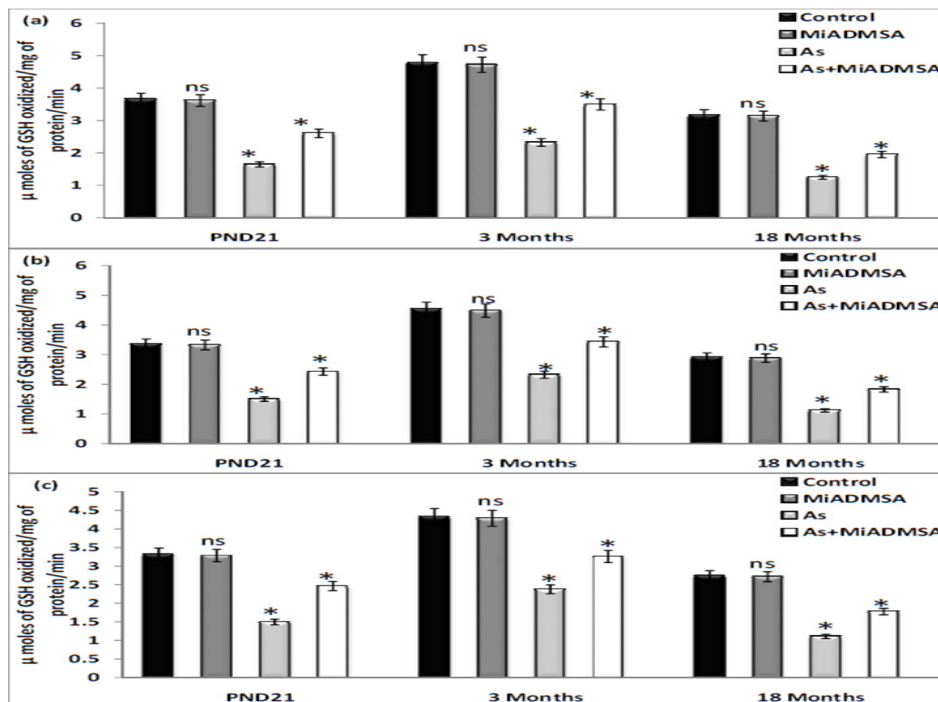 (a)
Control
MiADMSA
As
As+MiADMSA
µ moles of GSH oxidized/mg of
protein/min
6
5
4
3
2
1
0
ns
*
*
ns
*
*
ns
*
*
PND21 3 Months 18 Months
(b)
Control
MiADMSA
As
As+MiADMSA
µ moles of GSH oxidized/mg of
protein/min
6
5
4
3
2
1
0
ns
*
*
ns
*
*
ns
*
*
PND21 3 Months 18 Months
(c)
Control
MiADMSA
As
As+MiADMSA
µ moles of GSH oxidized/mg of
protein/min
5
4.5
4
3.5
3
2.5
2
1.5
1
0.5
0
ns
*
*
ns
*
*
ns
*
*
PND21 3 Months 18 Months